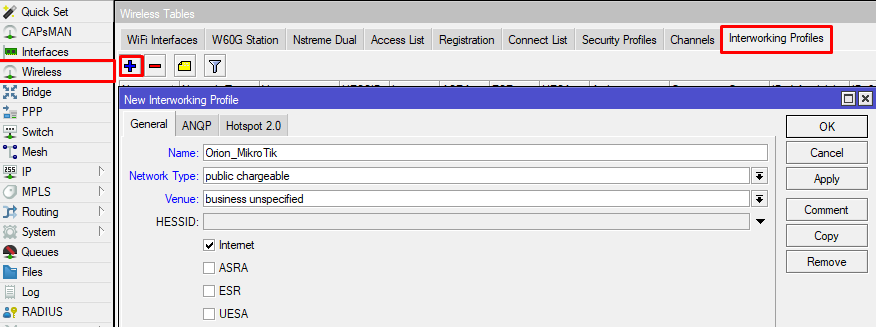 Quick Set
CAPsMAN
Interfaces
Wireless
Bridge
PPP
Switch
Mesh
IP
MPLS
Routing
System
Queues
Files
Log
RADIUS
Wireless Tables
WiFi Interfaces W60G Station Nstreme Dual Access List Registration Connect List Security Profiles Channels Interworking Profiles
New Interworking Profile
General ANQP Hotspot 2.0
Name: Orion_MikroTik
Network Type: public chargeable
Venue: business unspecified
HESSID:
Internet
ASRA
ESR
UESA
OK
Cancel
Apply
Comment
Copy
Remove